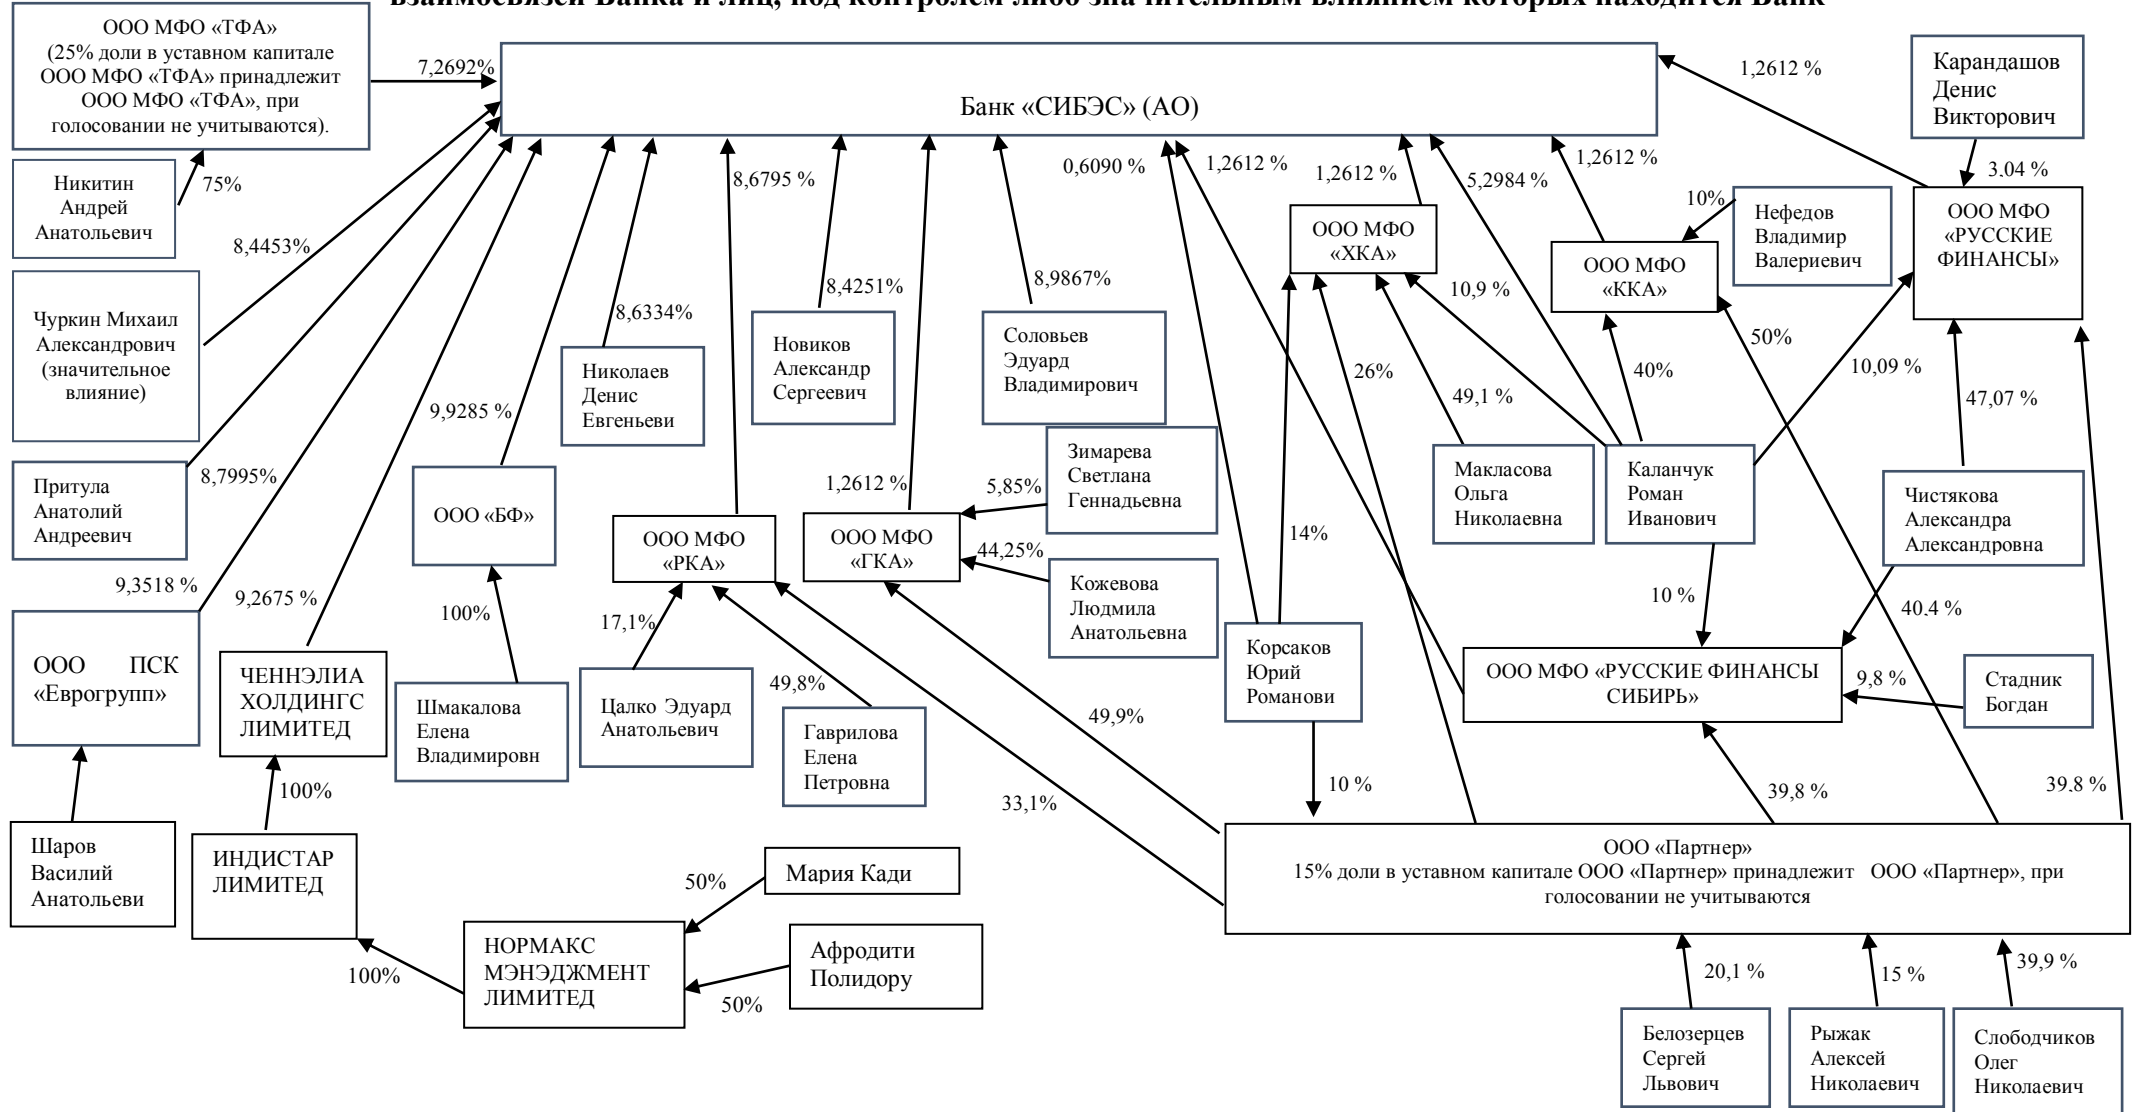 взаимосвязей Банка и лиц, под контролем либо значительным влиянием которых находится Банк
ООО МФО «ТФА»
(25% доли в уставном капитале
ООО МФО «ТФА» принадлежит
ООО МФО «ТФА», при
голосовании не учитываются).
7,2692%
Банк «СИБЭС» (АО)
1,2612 %
Карандашов
Денис
Викторович
3.04 %
Никитин
Андрей
Анатольевич
75%
8,4453%
8,6795 %
0,6090 %
1,2612 %
1,2612 %
5,2984 %
1,2612 %
10%
Нефедов
Владимир
Валериевич
ООО МФО
«РУССКИЕ
ФИНАНСЫ»
ООО МФО
«ХКА»
ООО МФО
«ККА»
Чуркин Михаил
Александрович
(значительное
влияние)
8,6334%
8,4251%
8,9867%
10,9 %
50%
Николаев
Денис
Евгеньеви
Новиков
Александр
Сергеевич
Соловьев
Эдуард
Владимирович
26%
49,1 %
40%
10,09 %
47,07 %
9,9285 %
Притула
Анатолий
Андреевич
8,7995%
ООО «БФ»
1,2612 %
5,85%
Зимарева
Светлана
Геннадьевна
Макласова
Ольга
Николаевна
Каланчук
Роман
Иванович
Чистякова
Александра
Александровна
ООО МФО
«РКА»
ООО МФО
«ГКА»
14%
44,25%
Кожевова
Людмила
Анатольевна
9,3518 %
9,2675 %
100%
17,1%
10 %
40.4 %
ООО ПСК
«Еврогрупп»
ЧЕННЭЛИА
ХОЛДИНГС
ЛИМИТЕД
Шмакалова
Елена
Владимировн
Цалко Эдуард
Анатольевич
49,8%
Гаврилова
Елена
Петровна
49,9%
Корсаков
Юрий
Романови
ООО МФО «РУССКИЕ ФИНАНСЫ
СИБИРЬ»
9,8 %
Стадник
Богдан
100%
33,1%
10 %
39,8 %
39.8 %
Шаров
Василий
Анатольеви
ИНДИСТАР
ЛИМИТЕД
50%
Мария Кади
ООО «Партнер»
15% доли в уставном капитале ООО «Партнер» принадлежит ООО «Партнер», при
голосовании не учитываются
100%
НОРМАКС
МЭНЭДЖМЕНТ
ЛИМИТЕД
50%
Афродити
Полидору
20,1 %
15 %
39,9 %
Белозерцев
Сергей
Львович
Рыжак
Алексей
Николаевич
Слободчиков
Олег
Николаевич